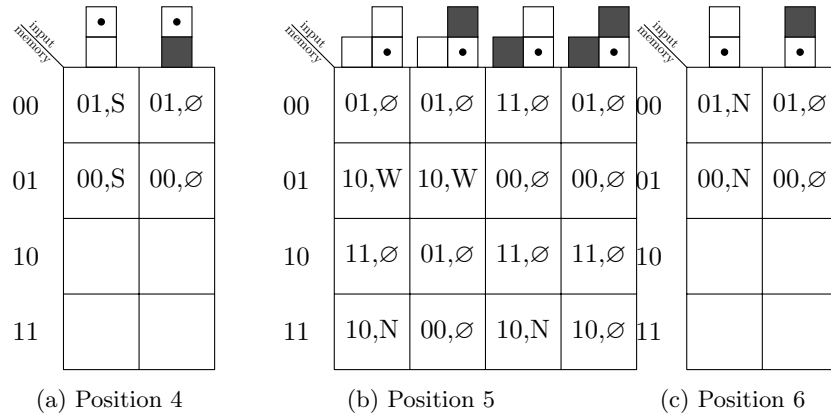 input memory input memory input memory
00 01,S 01,∅ 00 01,∅ 01,∅ 11,∅ 01,∅ 00 01,N 01,∅
01 00,S 00,∅ 01 10,W 10,W 00,∅ 00,∅ 01 00,N 00,∅
10 10 11,∅ 01,∅ 11,∅ 11,∅ 10
11 11 10,N 00,∅ 10,N 10,∅ 11
(a) Position 4 (b) Position 5 (c) Position 6